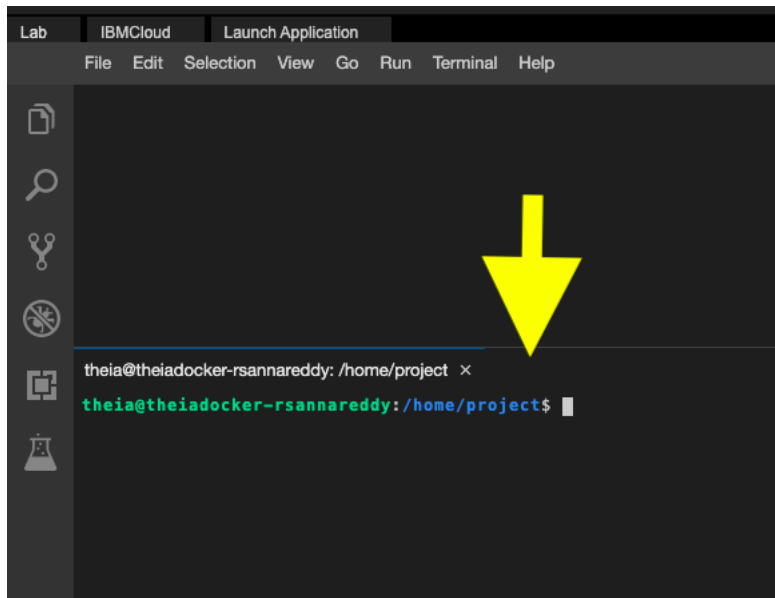 Lab IBMCloud Launch Application
File Edit Selection View Go Run Terminal Help
theia@theiadocker-rsannareddy: /home/project ×
theia@theiadocker-rsannareddy:/home/project$